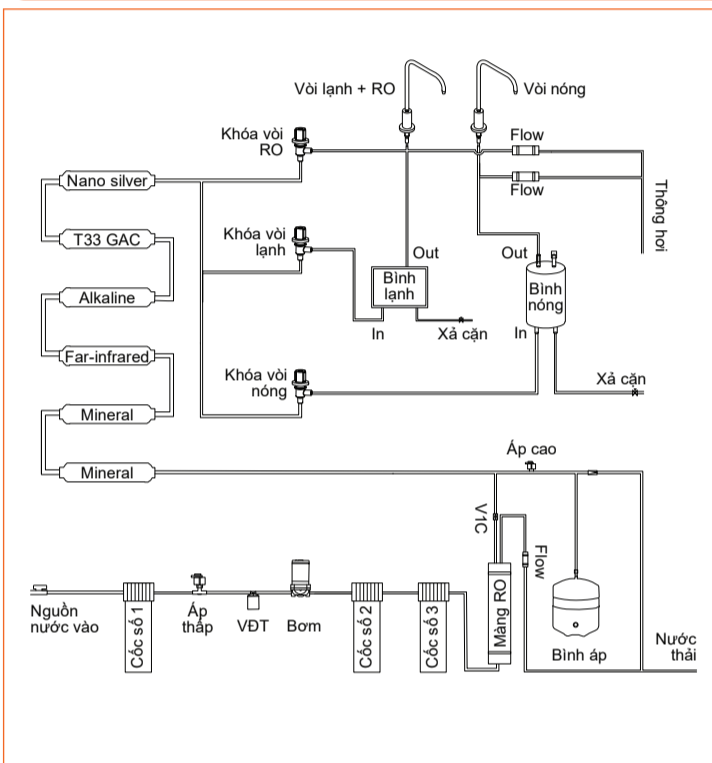 Vòi lạnh + RO
Vòi nóng
Khóa vòi
RO
Flow
Flow
Thông hơi
Nano silver
T33 GAC
Alkaline
Far-infrared
Mineral
Mineral
Khóa vòi
lạnh
Out
Bình
lạnh
In
Xả cặn
Out
Bình
nóng
In
Xả cặn
Khóa vòi
nóng
Áp cao
V1C
Flow
Màng RO
Bình áp
Nước
thải
Nguồn
nước vào
Cốc số 1
Áp
thấp
VĐT
Bơm
Cốc số 2
Cốc số 3